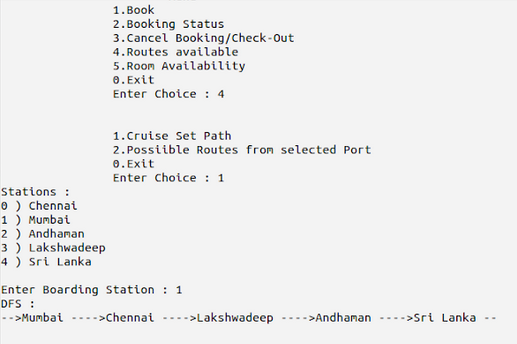 1.Book
2.Booking Status
3.Cancel Booking/Check-Out
4.Routes available
5.Room Availability
0.Exit
Enter Choice : 4
1.Cruise Set Path
2.Possiible Routes from selected Port
0.Exit
Enter Choice : 1
Stations :
0 ) Chennai
1 ) Mumbai
2 ) Andhaman
3 ) Lakshwadeep
4 ) Sri Lanka
Enter Boarding Station : 1
DFS :
-->Mumbai ---->Chennai ---->Lakshwadeep ---->Andhaman ---->Sri Lanka --